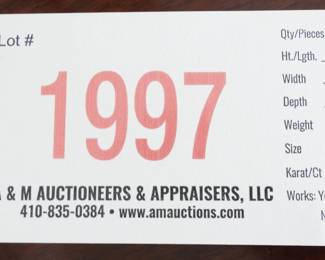 Lot #
1997
A & M AUCTIONEERS & APPRAISERS, LLC
410-835-0384 • www.amauctions.com
Qty/Pieces
Ht./Lgth.
Width
Depth
Weight
Size
Karat/Ct
Works: